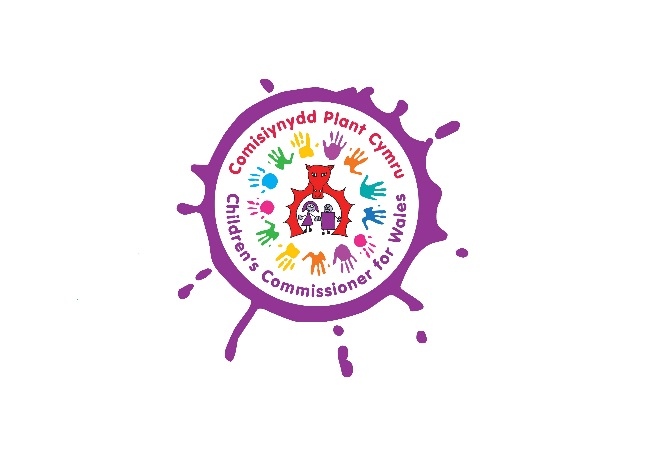 Comisiynydd Plant Cymru
Children's Commissioner for Wales